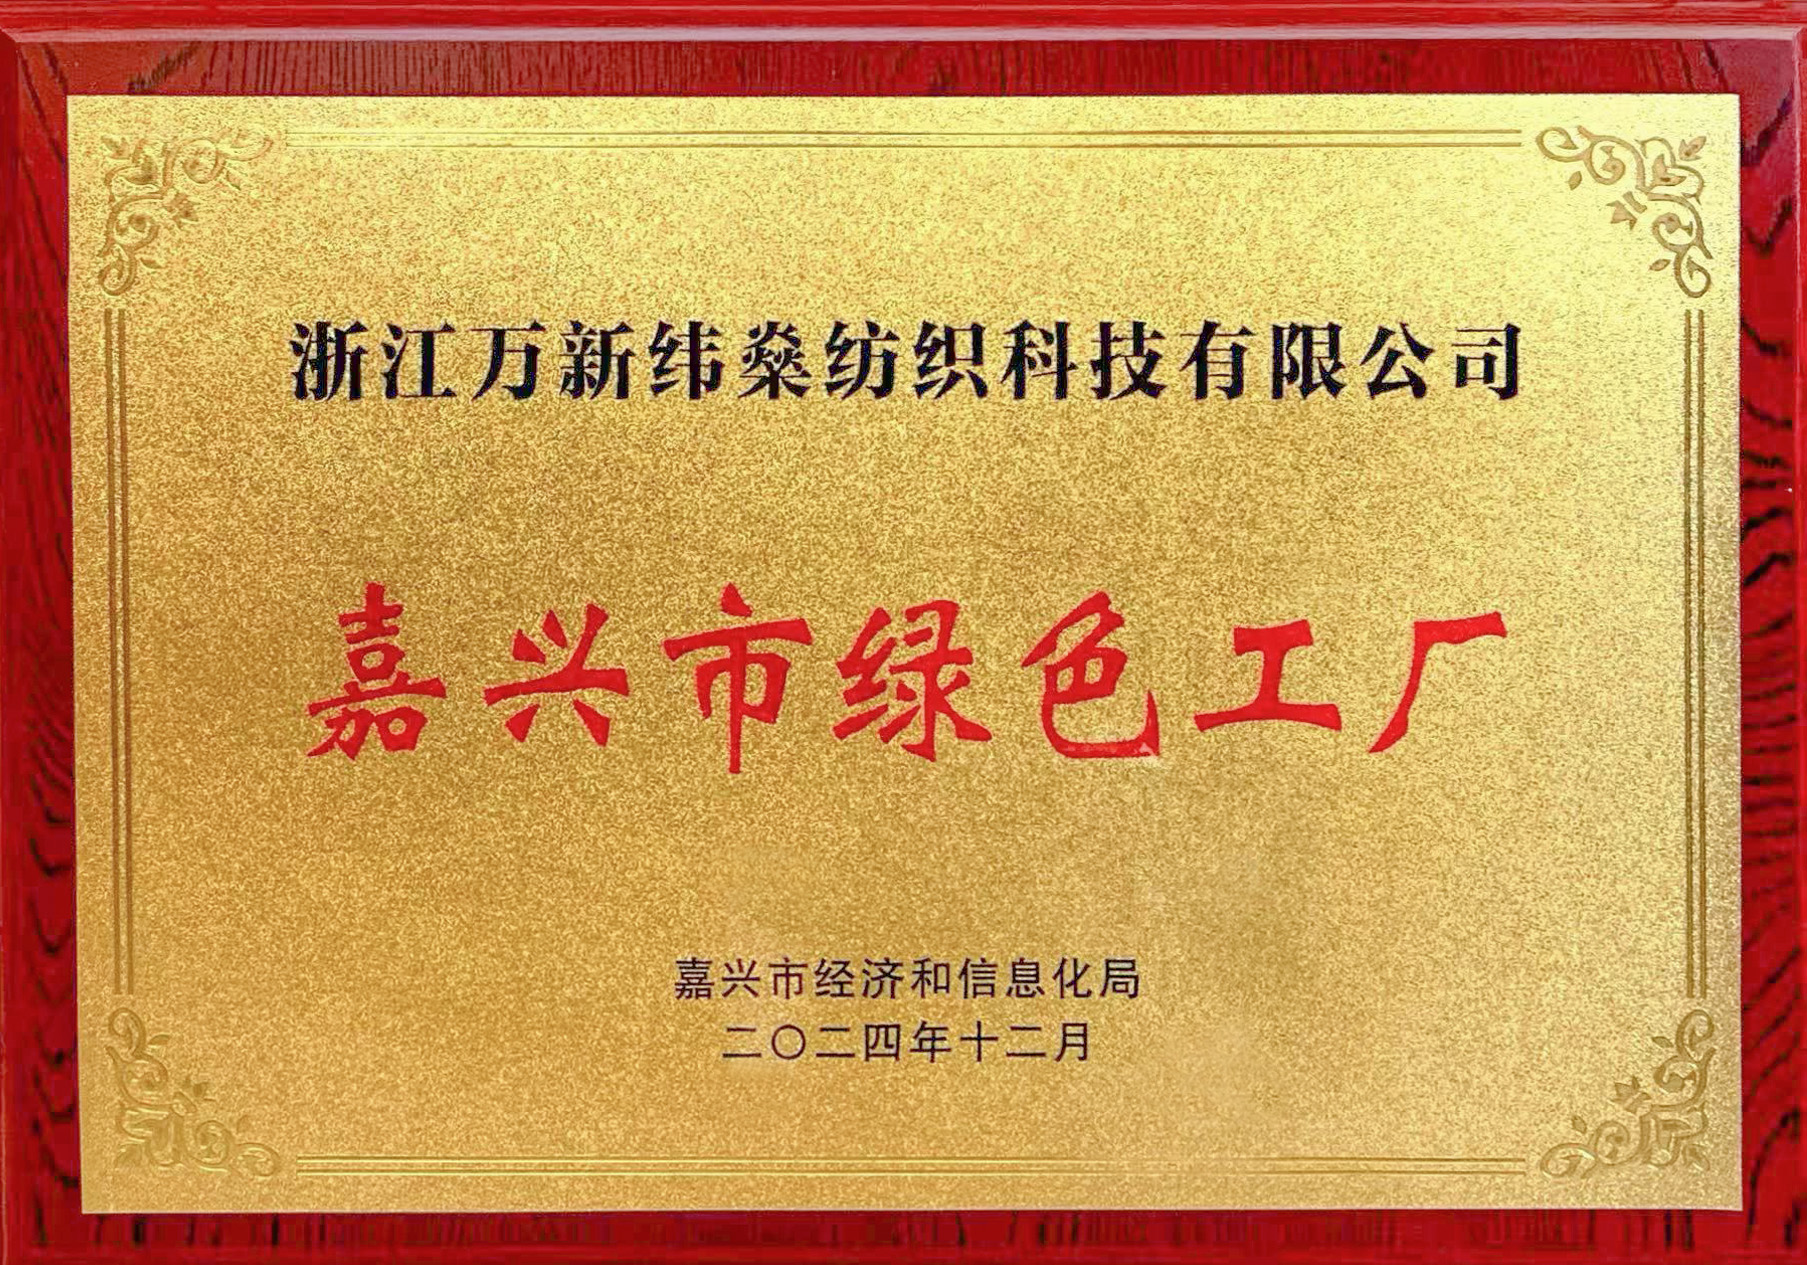 浙江万新纬燊纺织科技有限公司
嘉兴市绿色工厂
嘉兴市经济和信息化局
二〇二四年十二月